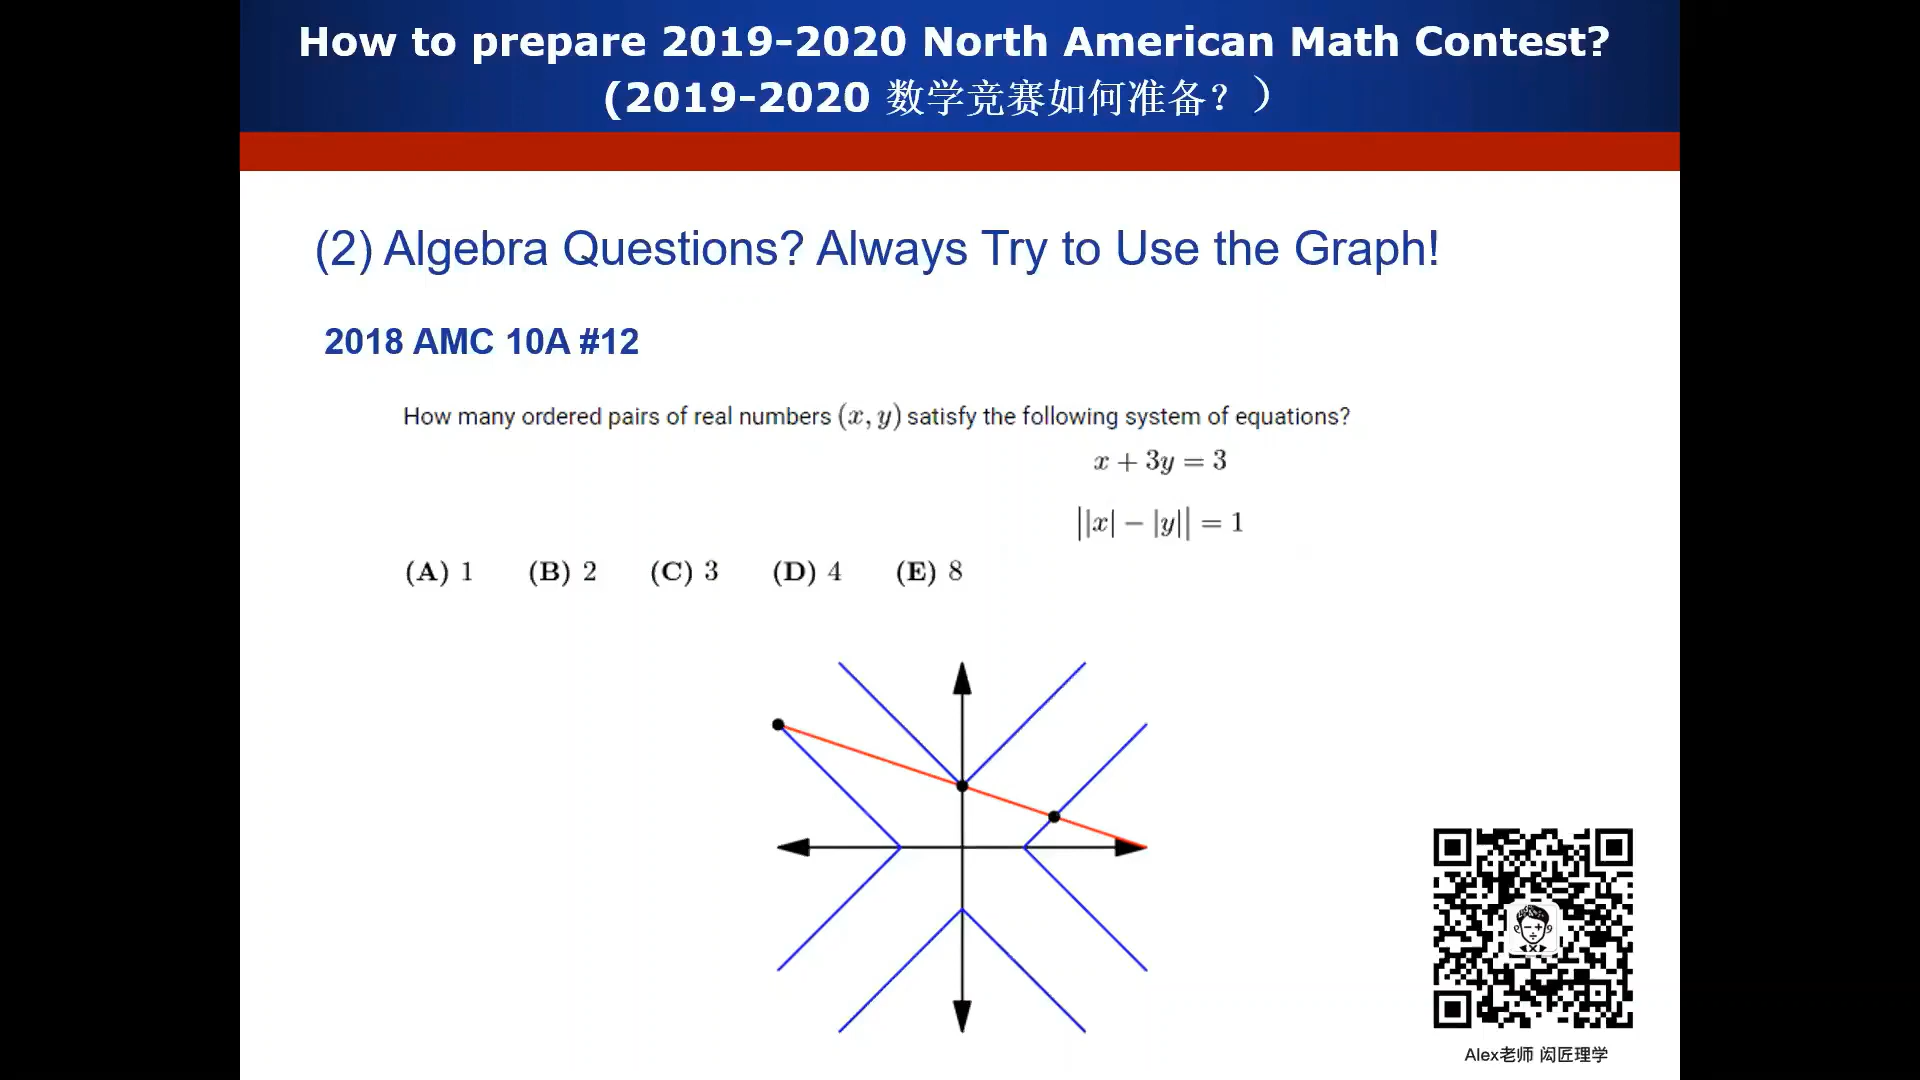 How to prepare 2019-2020 North American Math Contest?
(2019-2020 数学竞赛如何准备？）
(2) Algebra Questions? Always Try to Use the Graph!
2018 AMC 10A #12
How many ordered pairs of real numbers (x, y) satisfy the following system of equations?
x + 3y = 3
||x| − |y|| = 1
(A) 1 (B) 2 (C) 3 (D) 4 (E) 8
Alex老师 闳匠理学